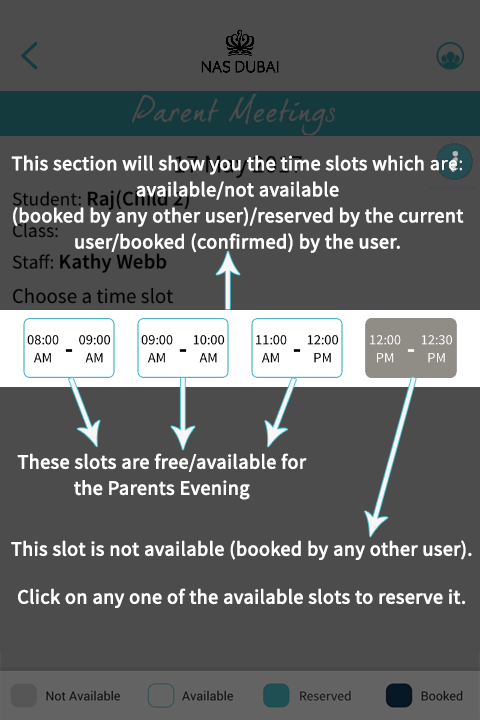 NAS DUBAI
Parent Meetings
17 May 2017
This section will show you the time slots which are:
available/not available
Student: Raj(Child 2)
(booked by any other user)/reserved by the current
Class:
user/booked (confirmed) by the user.
Staff: Kathy Webb
Choose a time slot
08:00 AM - 09:00 AM
09:00 AM - 10:00 AM
11:00 AM - 12:00 PM
12:00 PM - 12:30 PM
These slots are free/available for
the Parents Evening
This slot is not available (booked by any other user).
Click on any one of the available slots to reserve it.
Not Available Available Reserved Booked